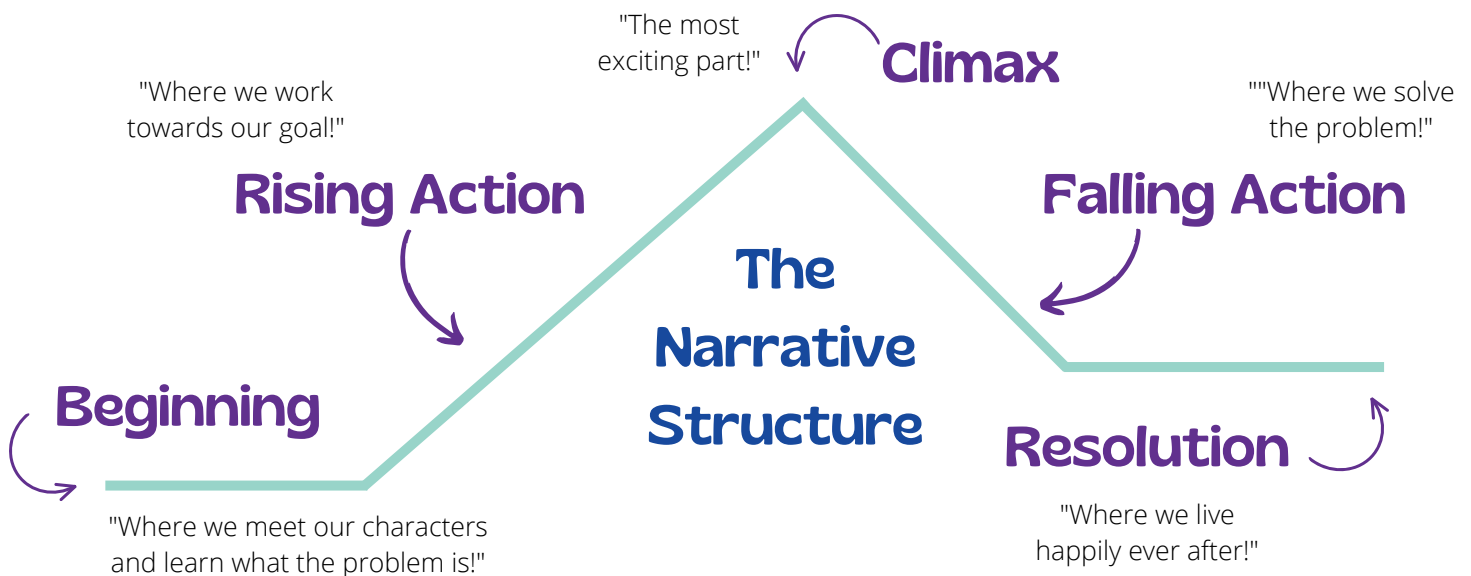 "The most
exciting part!"
Climax
"Where we work
towards our goal!"
Rising Action
""Where we solve
the problem!"
Falling Action
The
Narrative
Structure
Beginning
"Where we meet our characters
and learn what the problem is!"
Resolution
"Where we live
happily ever after!"